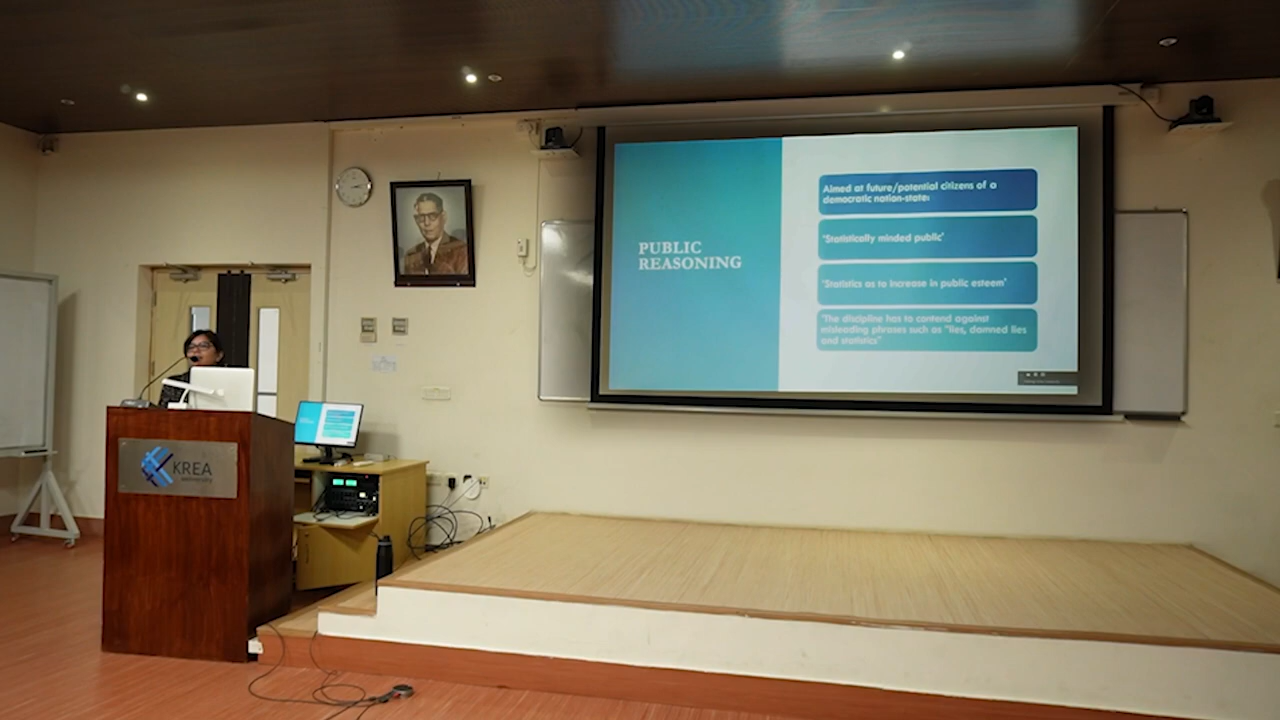 PUBLIC
REASONING
Aimed at future/potential citizens of a
democratic nation-state:
'Statistically minded public'
'Statistics as to increase in public esteem'
'The discipline has to contend against
misleading phrases such as "lies, damned lies
and statistics"
KREA
university